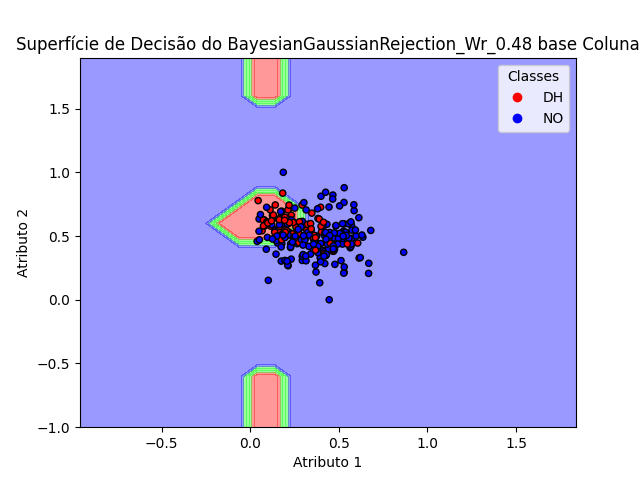 Superfície de Decisão do BayesianGaussianRejection_Wr_0.48 base Coluna
Classes
DH
NO
1.5
1.0
0.5
0.0
−0.5
−1.0
Atributo 2
−0.5
0.0
0.5
1.0
1.5
Atributo 1